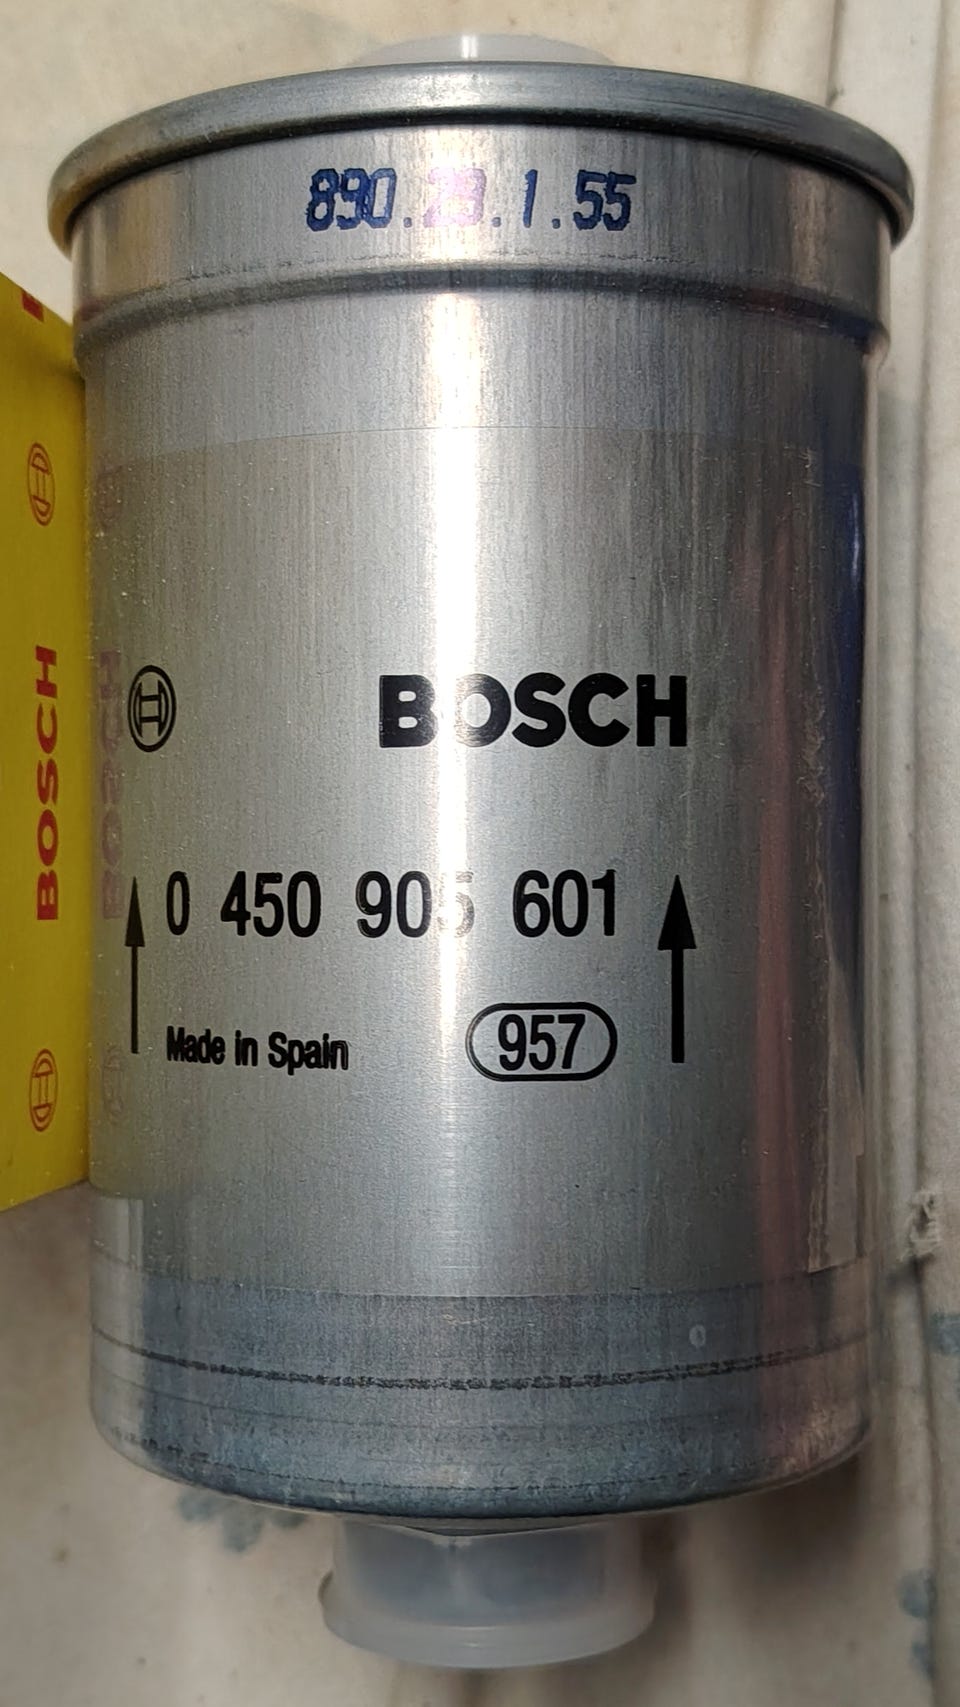 890.23.1.55
BOSCH
0 450 905 601
Made in Spain
957
BOSCH